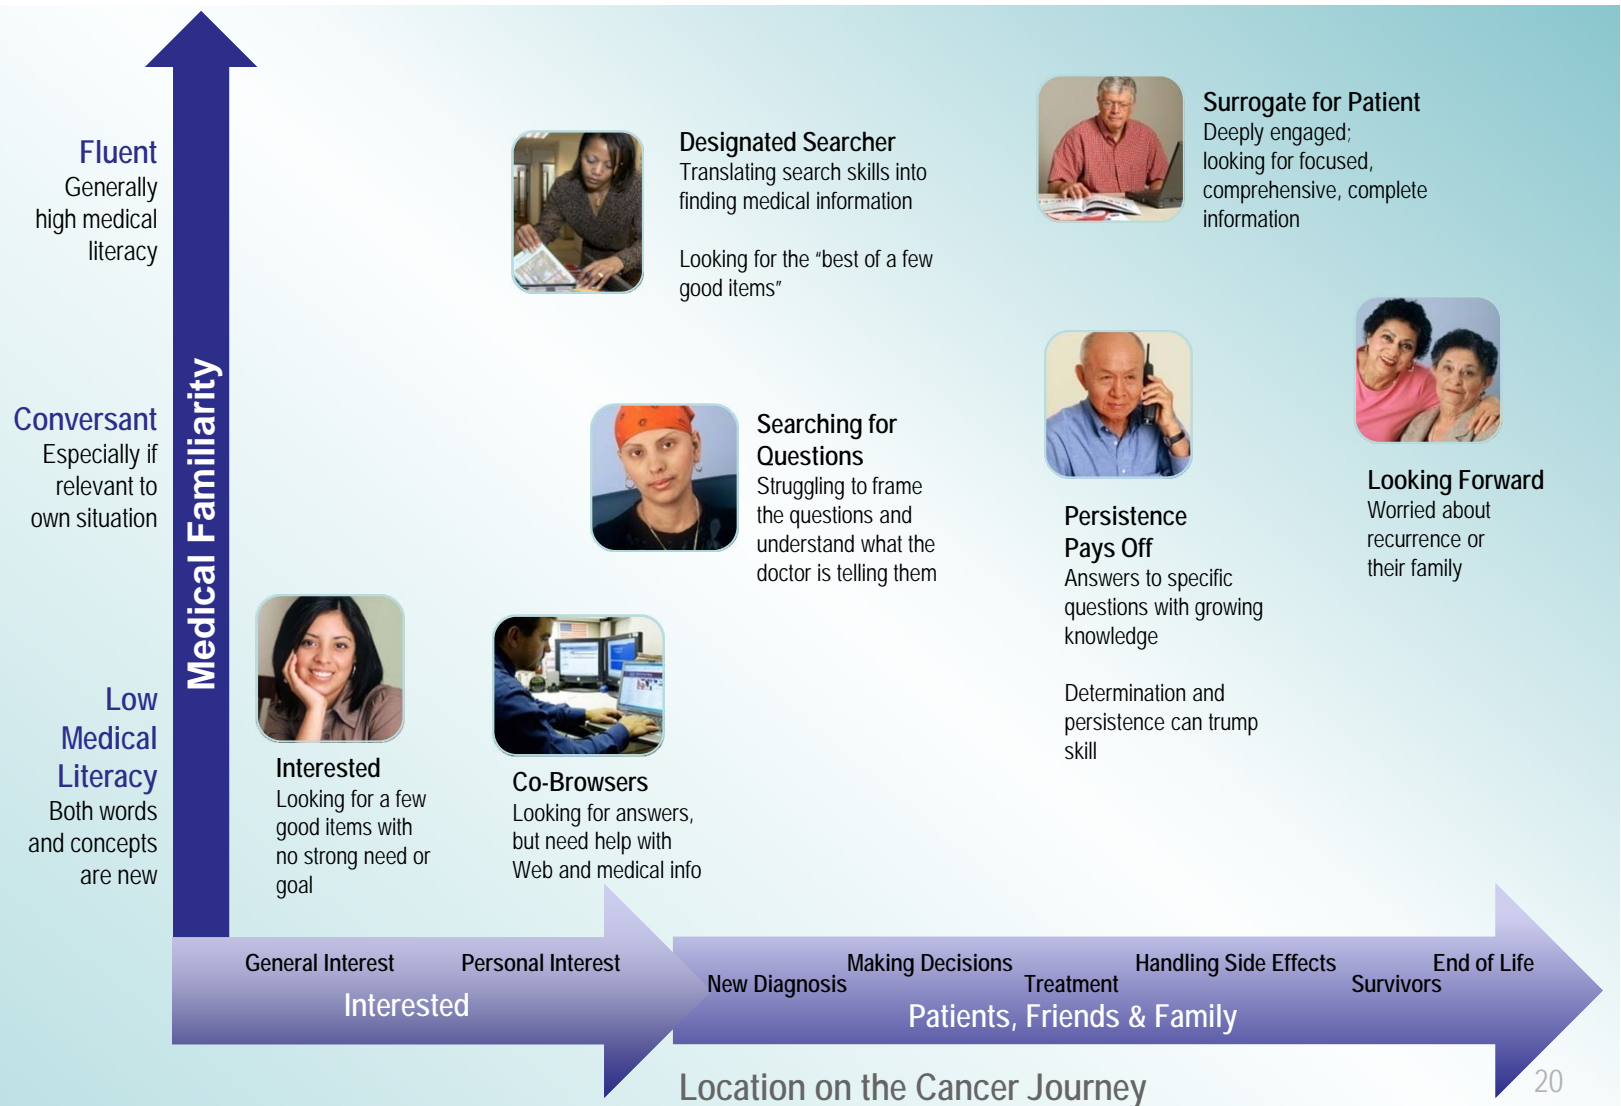 Fluent
Generally
high medical
literacy
Conversant
Especially if
relevant to
own situation
Low
Medical
Literacy
Both words
and concepts
are new
Medical Familiarity
Designated Searcher
Translating search skills into
finding medical information
Looking for the “best of a few
good items”
Surrogate for Patient
Deeply engaged;
looking for focused,
comprehensive, complete
information
Searching for
Questions
Struggling to frame
the questions and
understand what the
doctor is telling them
Persistence
Pays Off
Answers to specific
questions with growing
knowledge
Determination and
persistence can trump
skill
Looking Forward
Worried about
recurrence or
their family
Interested
Looking for a few
good items with
no strong need or
goal
Co-Browsers
Looking for answers,
but need help with
Web and medical info
General Interest
Personal Interest
Interested
New Diagnosis
Making Decisions
Treatment
Handling Side Effects
Survivors
End of Life
Patients, Friends & Family
Location on the Cancer Journey
20